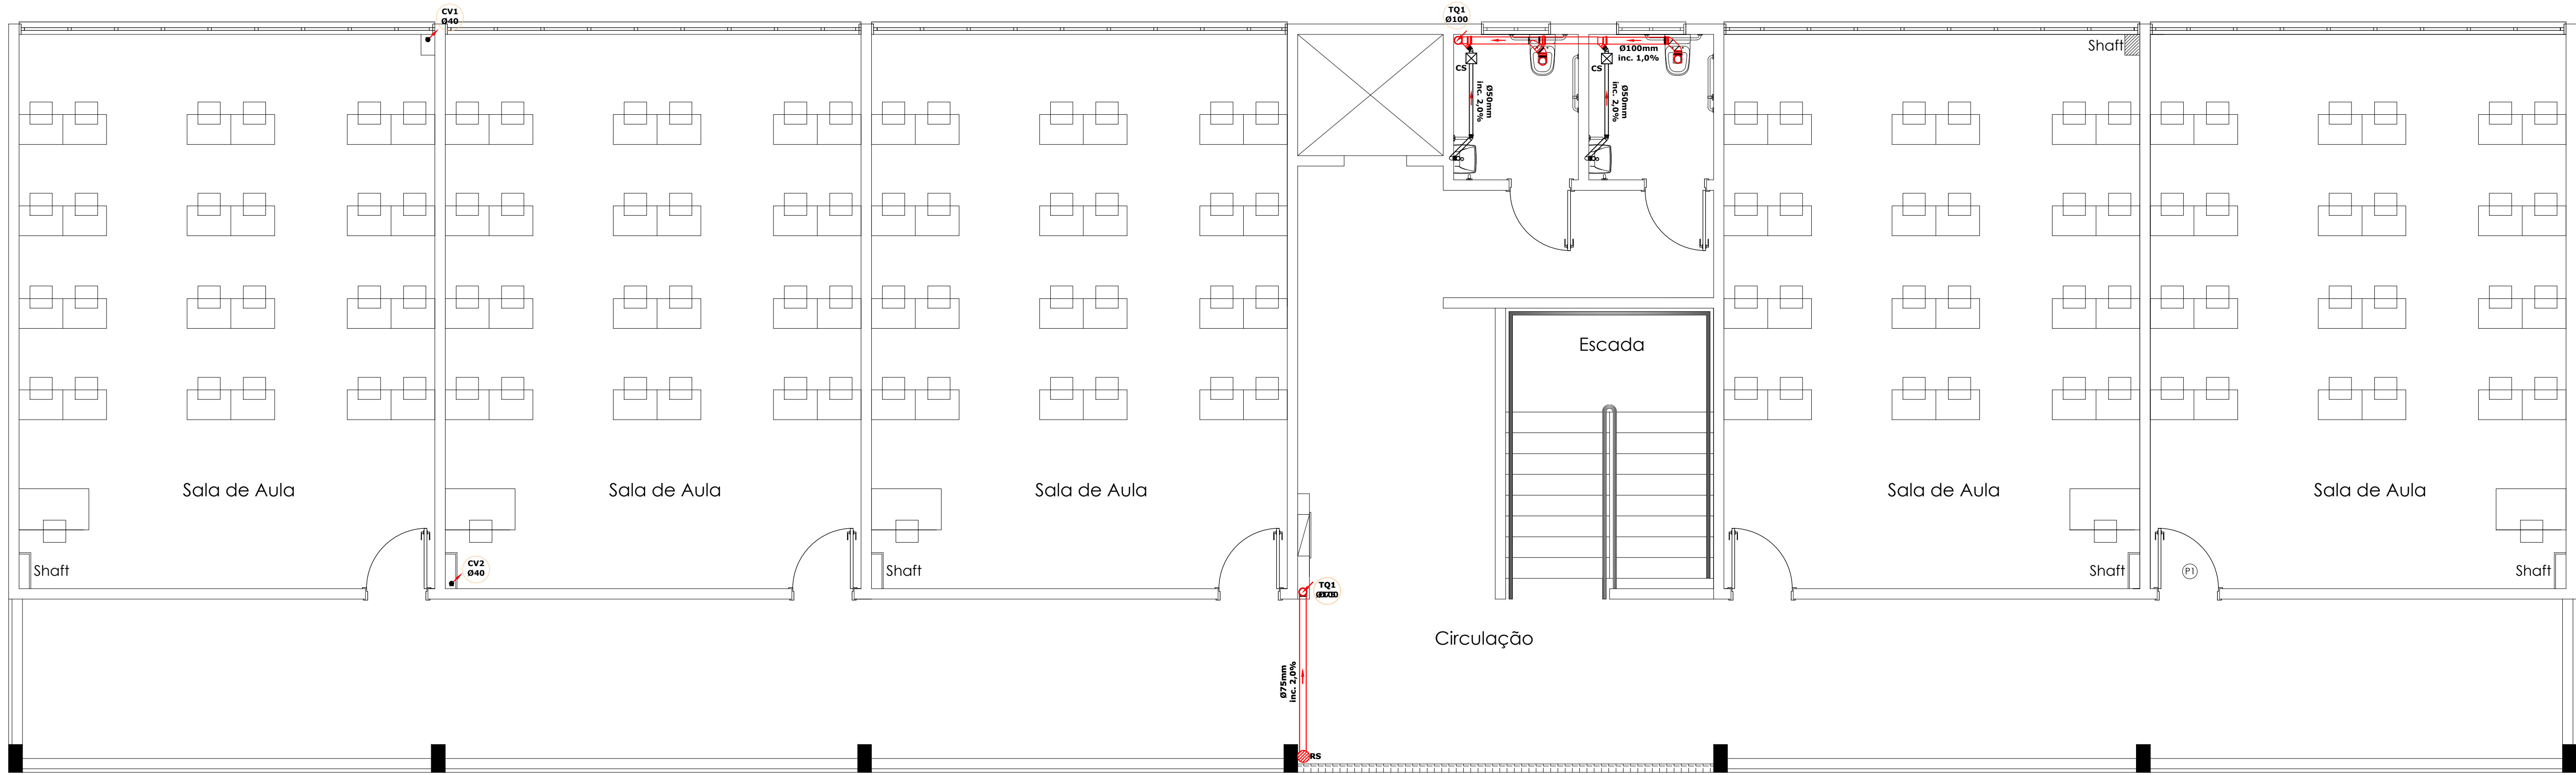 CV1
Ø40
TQ1
Ø100
Shaft
Ø100mm
inc. 1,0%
CS
CS
Ø50mm
inc. 2,0%
Ø50mm
inc. 2,0%
Escada
Sala de Aula
Sala de Aula
Sala de Aula
Sala de Aula
Sala de Aula
Shaft
CV2
Ø40
Shaft
Shaft
P1
Shaft
TQ1
Circulação
Ø75mm
inc. 2,0%
RS